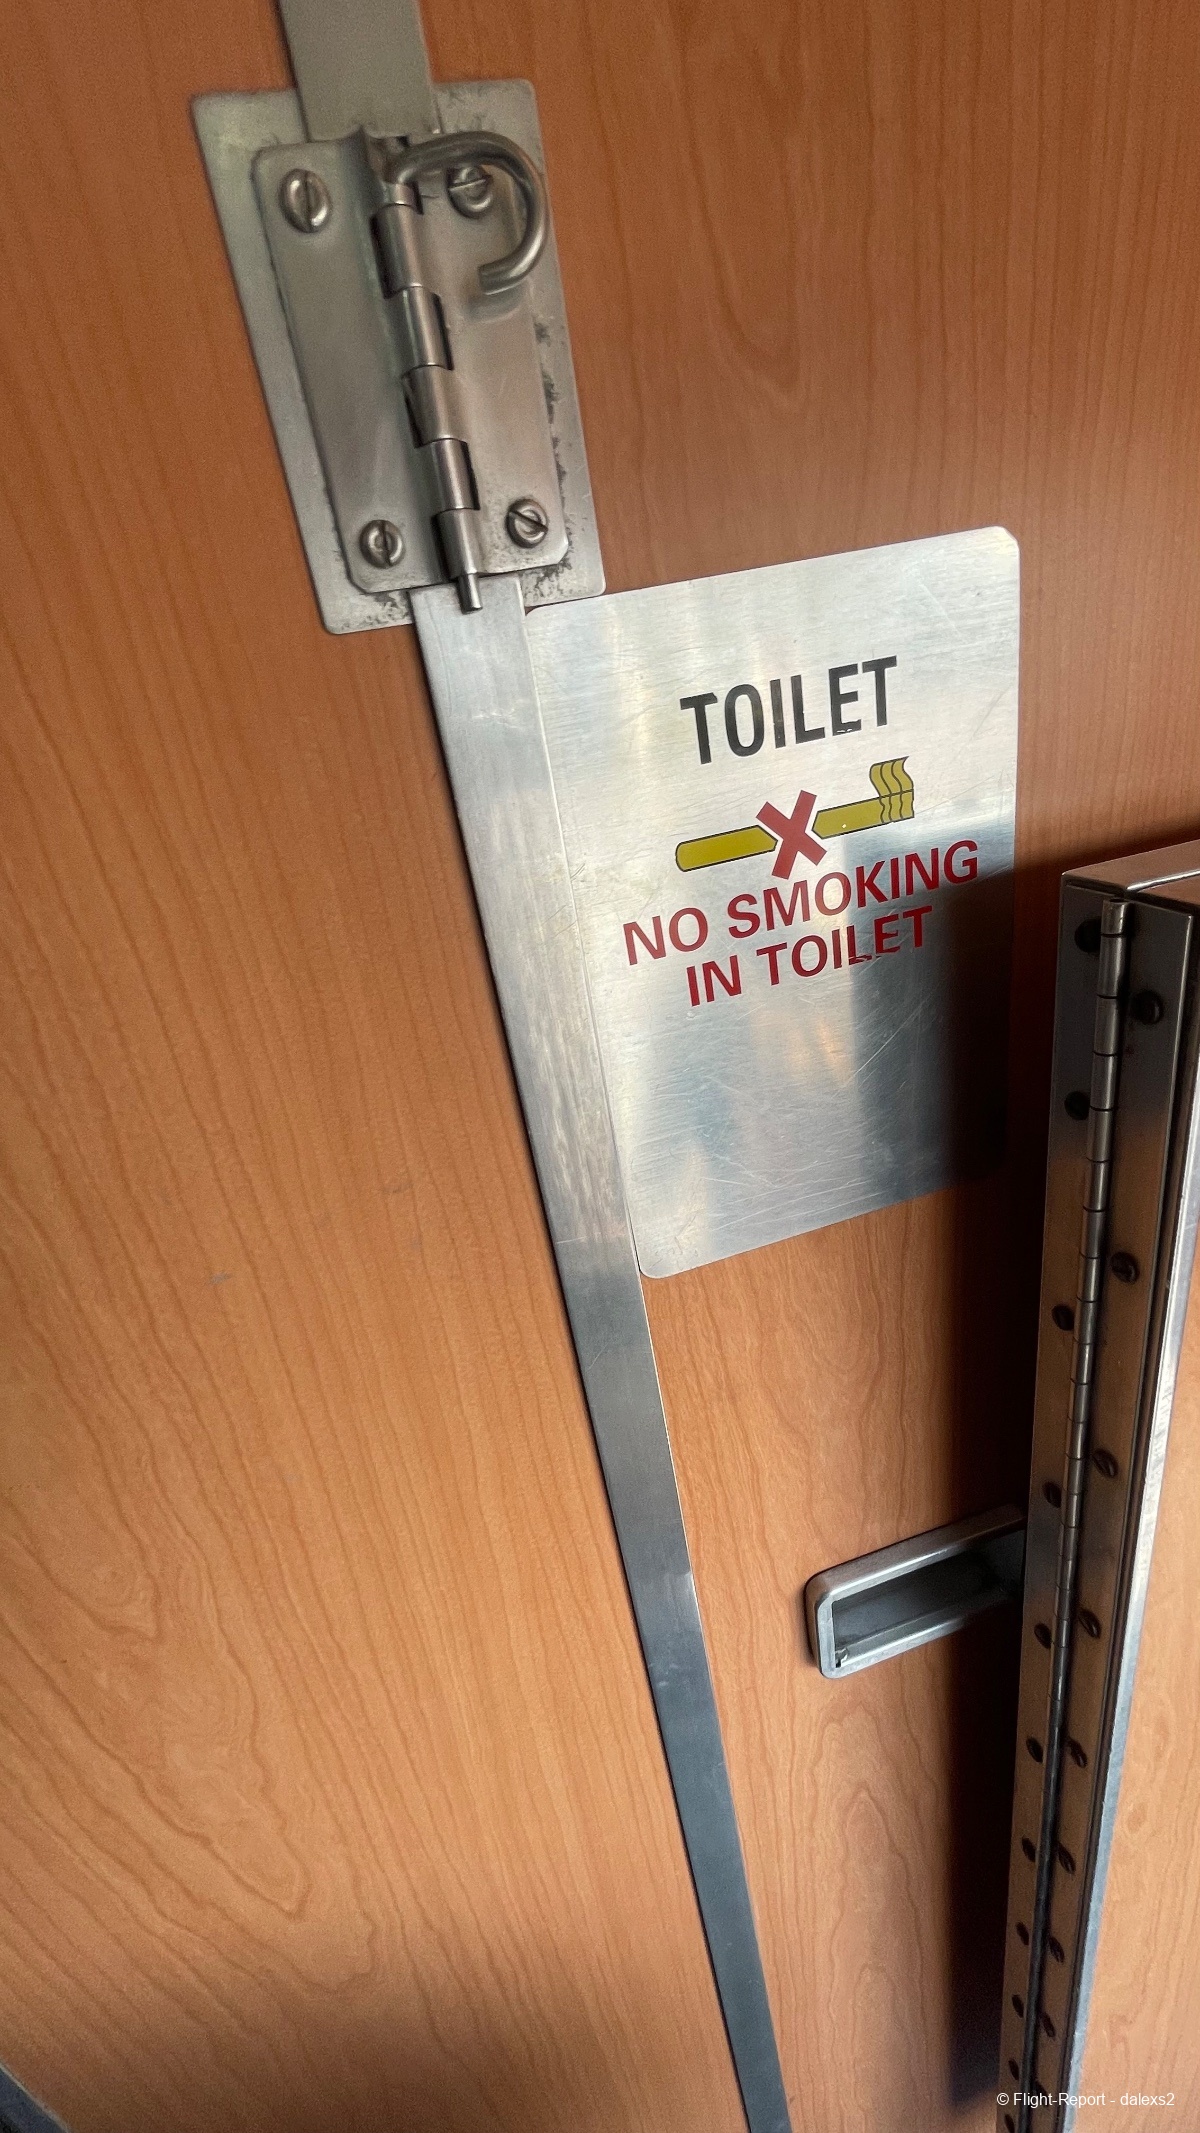 TOILET
NO SMOKING
IN TOILET
© Flight-Report - dalexs2